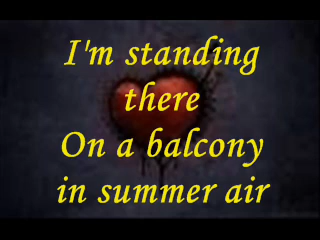 I'm standing
there
On a balcony
in summer air